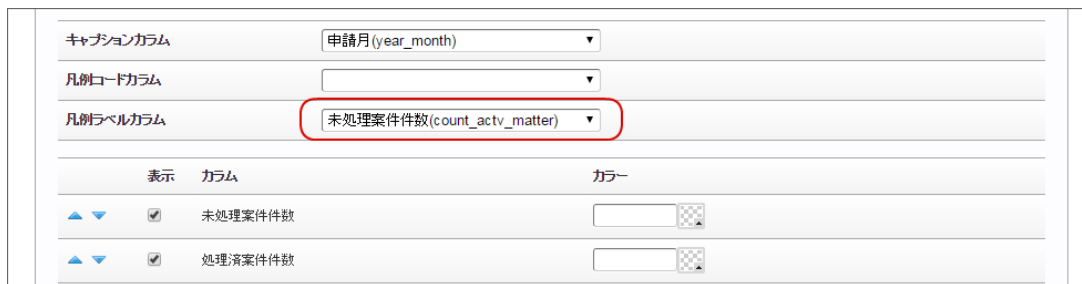 キャプションカラム 申請月(year_month)
凡例コードカラム
凡例ラベルカラム 未処理案件件数(count_actv_matter)
表示 カラム カラー
未処理案件件数
処理済案件件数